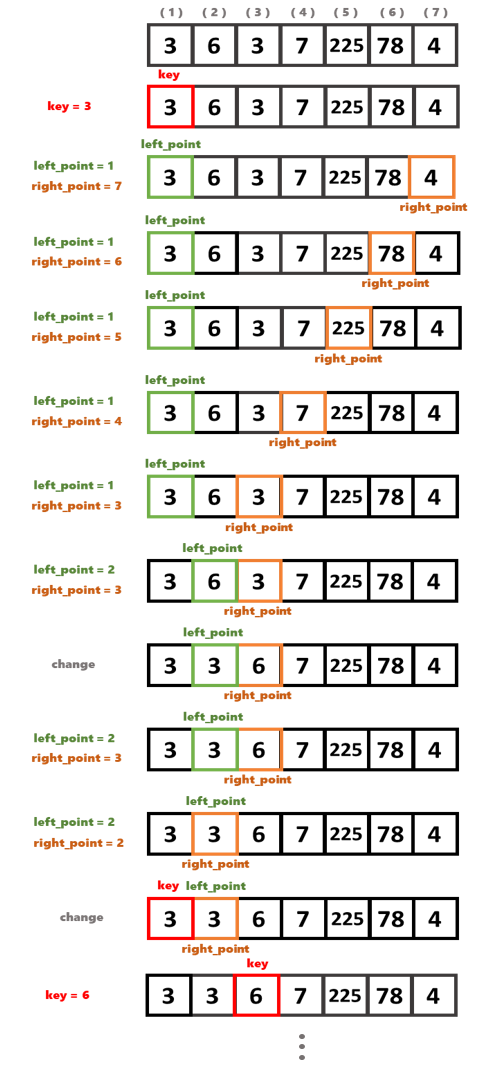 (1) (2) (3) (4) (5) (6) (7)
3 6 3 7 225 78 4
key
key = 3 3 6 3 7 225 78 4
left_point
left_point = 1
3 6 3 7 225 78 4
right_point = 7
right_point
left_point
left_point = 1
3 6 3 7 225 78 4
right_point = 6
right_point
left_point
left_point = 1
3 6 3 7 225 78 4
right_point = 5
right_point
left_point
left_point = 1
3 6 3 7 225 78 4
right_point = 4
right_point
left_point
left_point = 1
3 6 3 7 225 78 4
right_point = 3
right_point
left_point
left_point = 2
3 6 3 7 225 78 4
right_point = 3
right_point
left_point
change 3 3 6 7 225 78 4
right_point
left_point
left_point = 2
3 3 6 7 225 78 4
right_point = 3
right_point
left_point
left_point = 2
3 3 6 7 225 78 4
right_point = 2
right_point
key left_point
change 3 3 6 7 225 78 4
right_point
key
key = 6 3 3 6 7 225 78 4